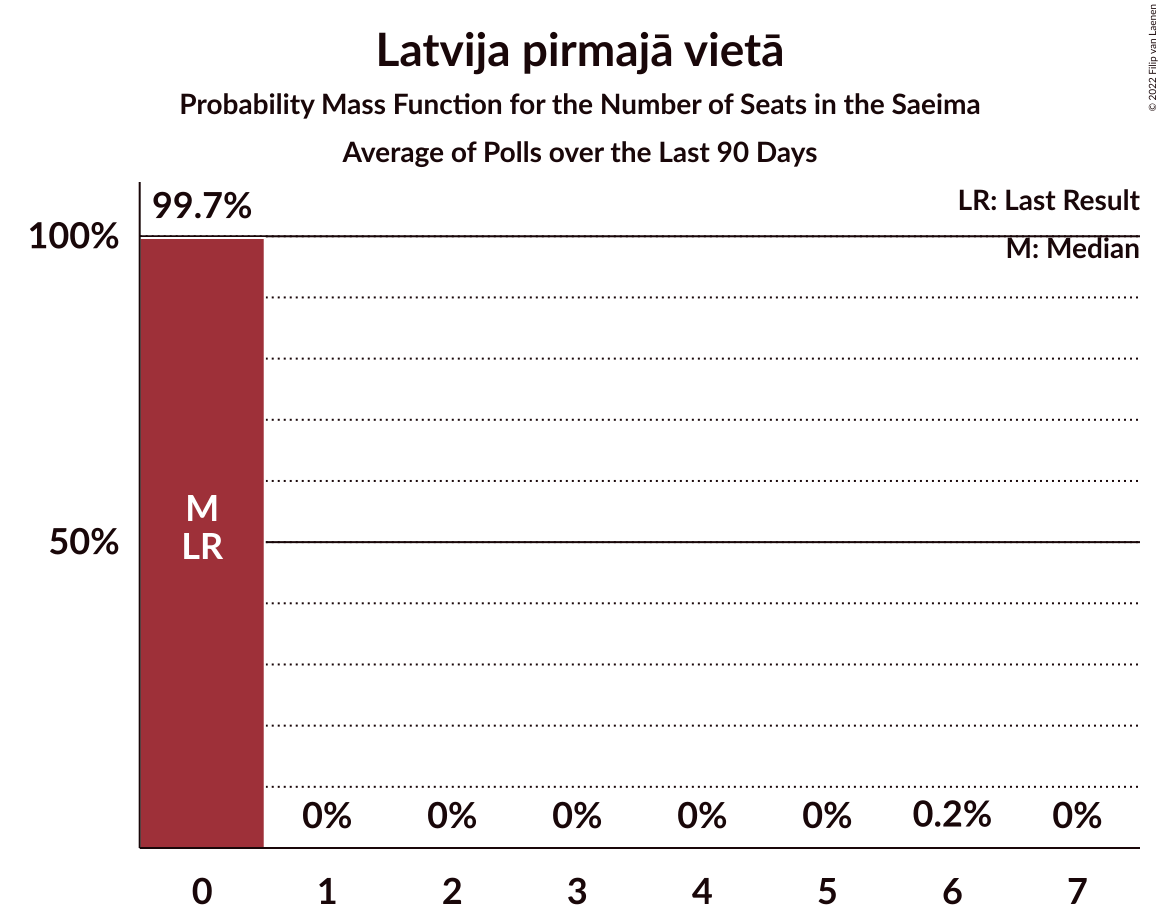 Latvija pirmajā vietā
Probability Mass Function for the Number of Seats in the Saeima
Average of Polls over the Last 90 Days
© 2022 Filip van Laenen
LR: Last Result
M: Median
99.7%
100%
50%
M
LR
0% 0% 0% 0% 0% 0.2% 0%
0 1 2 3 4 5 6 7